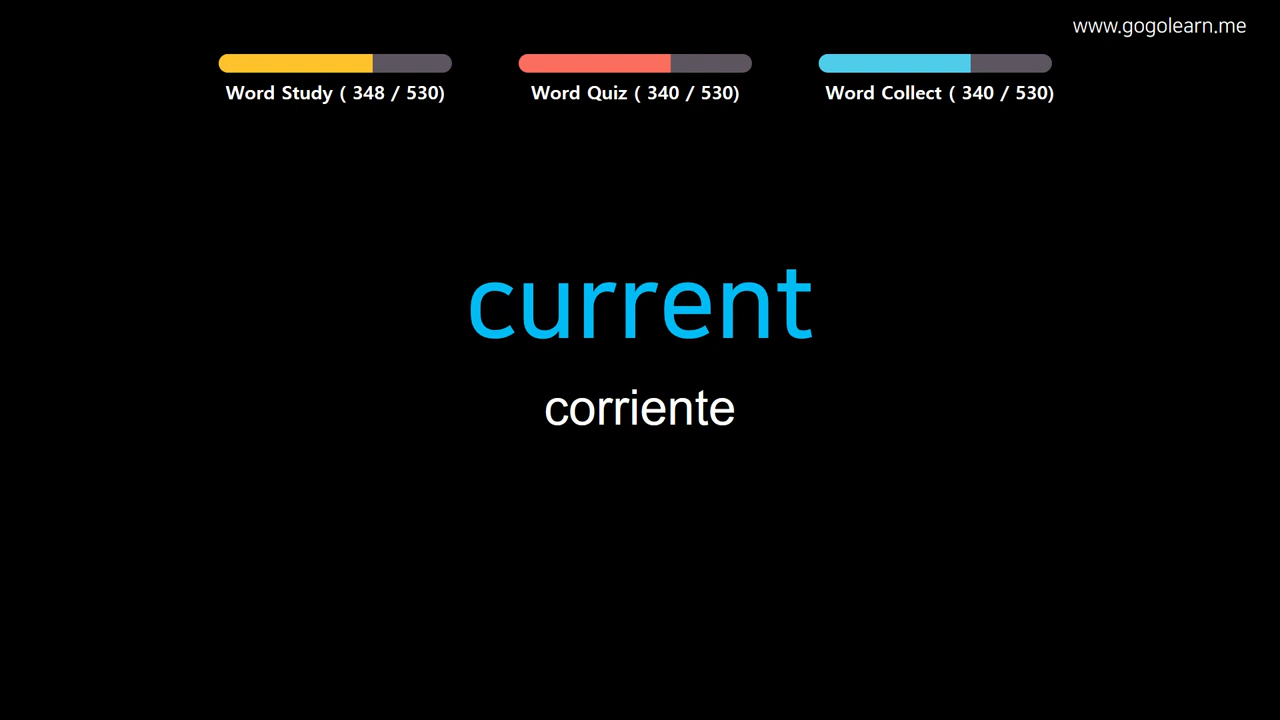 www.gogolearn.me
Word Study ( 348 / 530)
Word Quiz ( 340 / 530)
Word Collect ( 340 / 530)
current
corriente